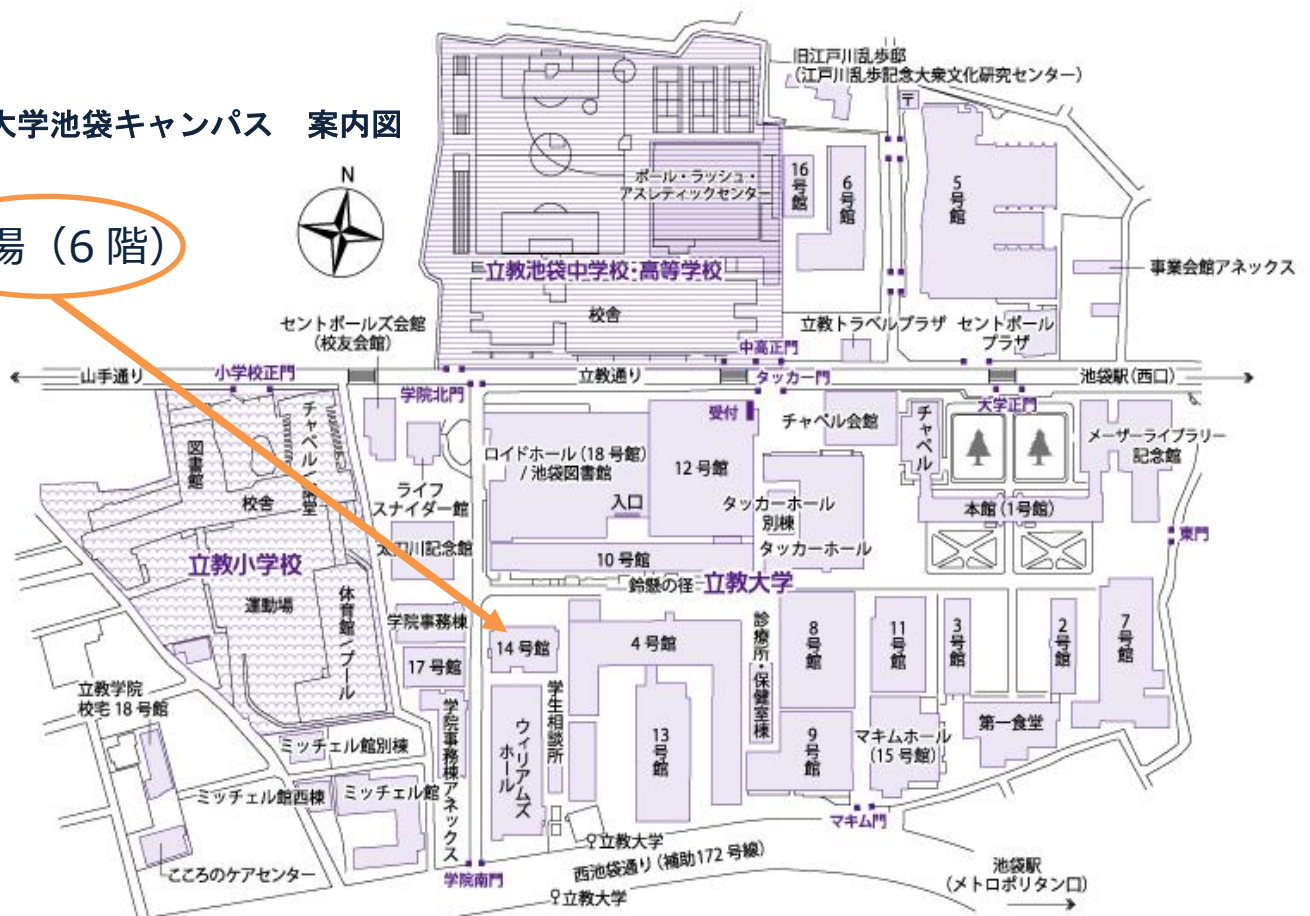 大学池袋キャンパス 案内図
場（6 階）
N
旧江戸川乱歩邸
（江戸川乱歩記念大衆文化研究センター）
〒
ポール・ラッシュ・
アスレティックセンター
16号館
6号館
5号館
立教池袋中学校・高等学校
校舎
事業会館アネックス
セントポールズ会館
（校友会館）
立教トラベルプラザ
セントポール
プラザ
中高正門
山手通り
小学校正門
学院北門
立教通り
タッカー門
池袋駅（西口）
大学正門
受付
チャペル会館
チャペル
メーザーライブラリー
記念館
図書館
校舎
ロイドホール（18 号館）
/ 池袋図書館
12 号館
入口
ライフ
スナイダー館
タッカーホール
別棟
タッカーホール
本館（1号館）
東門
立教小学校
運動場
体育館／プール
10 号館
鈴懸の径
立教大学
学院事務棟
14 号館
17 号館
4 号館
診療所・保健室棟
8号館
11号館
3号館
2号館
7号館
立教学院
校宅 18 号館
学院事務棟アネックス
ウィリアムズ
ホール
学生相談所
13号館
9号館
マキムホール
（15 号館）
第一食堂
ミッチェル館別棟
ミッチェル館西棟
ミッチェル館
マキム門
こころのケアセンター
学院南門
立教大学
西池袋通り（補助172 号線）
立教大学
池袋駅
（メトロポリタン口）